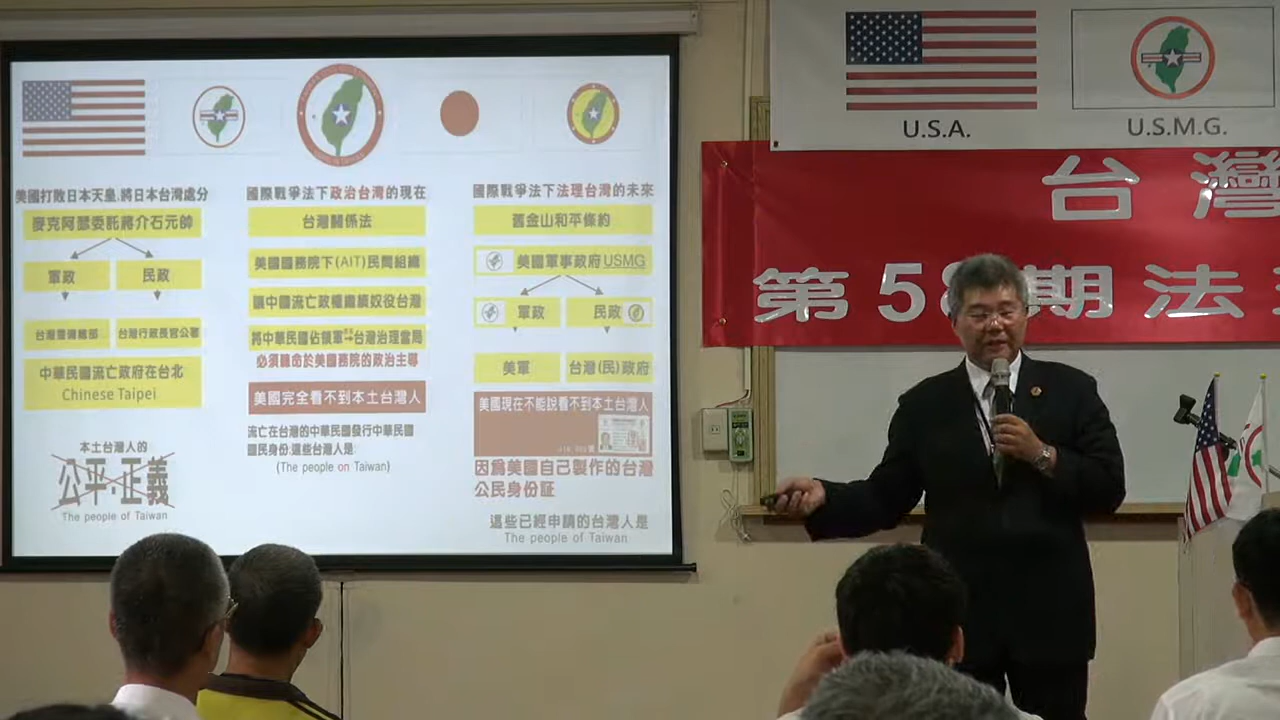 美國打敗日本天皇,將日本台灣處分
麥克阿瑟委託蔣介石元帥
軍政
民政
台灣警備總部
台灣行政長官公署
中華民國流亡政府在台北
Chinese Taipei
本土台灣人的
公平.正義
The people of Taiwan
國際戰爭法下政治台灣的現在
台灣關係法
美國國務院下(AIT)民間組織
讓中國流亡政權繼續奴役台灣
將中華民國佔領軍
台灣治理當局
必須聽命於美國務院的政治主導
美國完全看不到本土台灣人
流亡在台灣的中華民國發行中華民國
國民身份,這些台灣人是:
(The people on Taiwan)
國際戰爭法下法理台灣的未來
舊金山和平條約
美國軍事政府USMG
軍政
民政
美軍
台灣(民)政府
美國現在不能說看不到本土台灣人
因為美國自己製作的台灣
公民身份証
這些已經申請的台灣人是
The people of Taiwan
U.S.A.
U.S.M.G.
台灣
第58期法